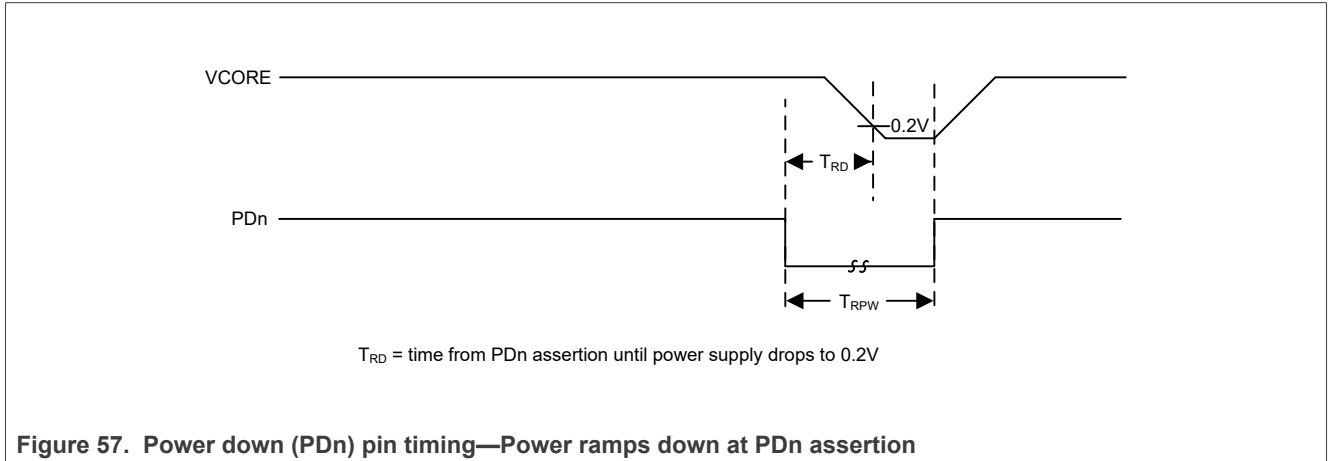 VCORE
0.2V
TRD
PDn
TRPW
TRD = time from PDn assertion until power supply drops to 0.2V
Figure 57. Power down (PDn) pin timing—Power ramps down at PDn assertion